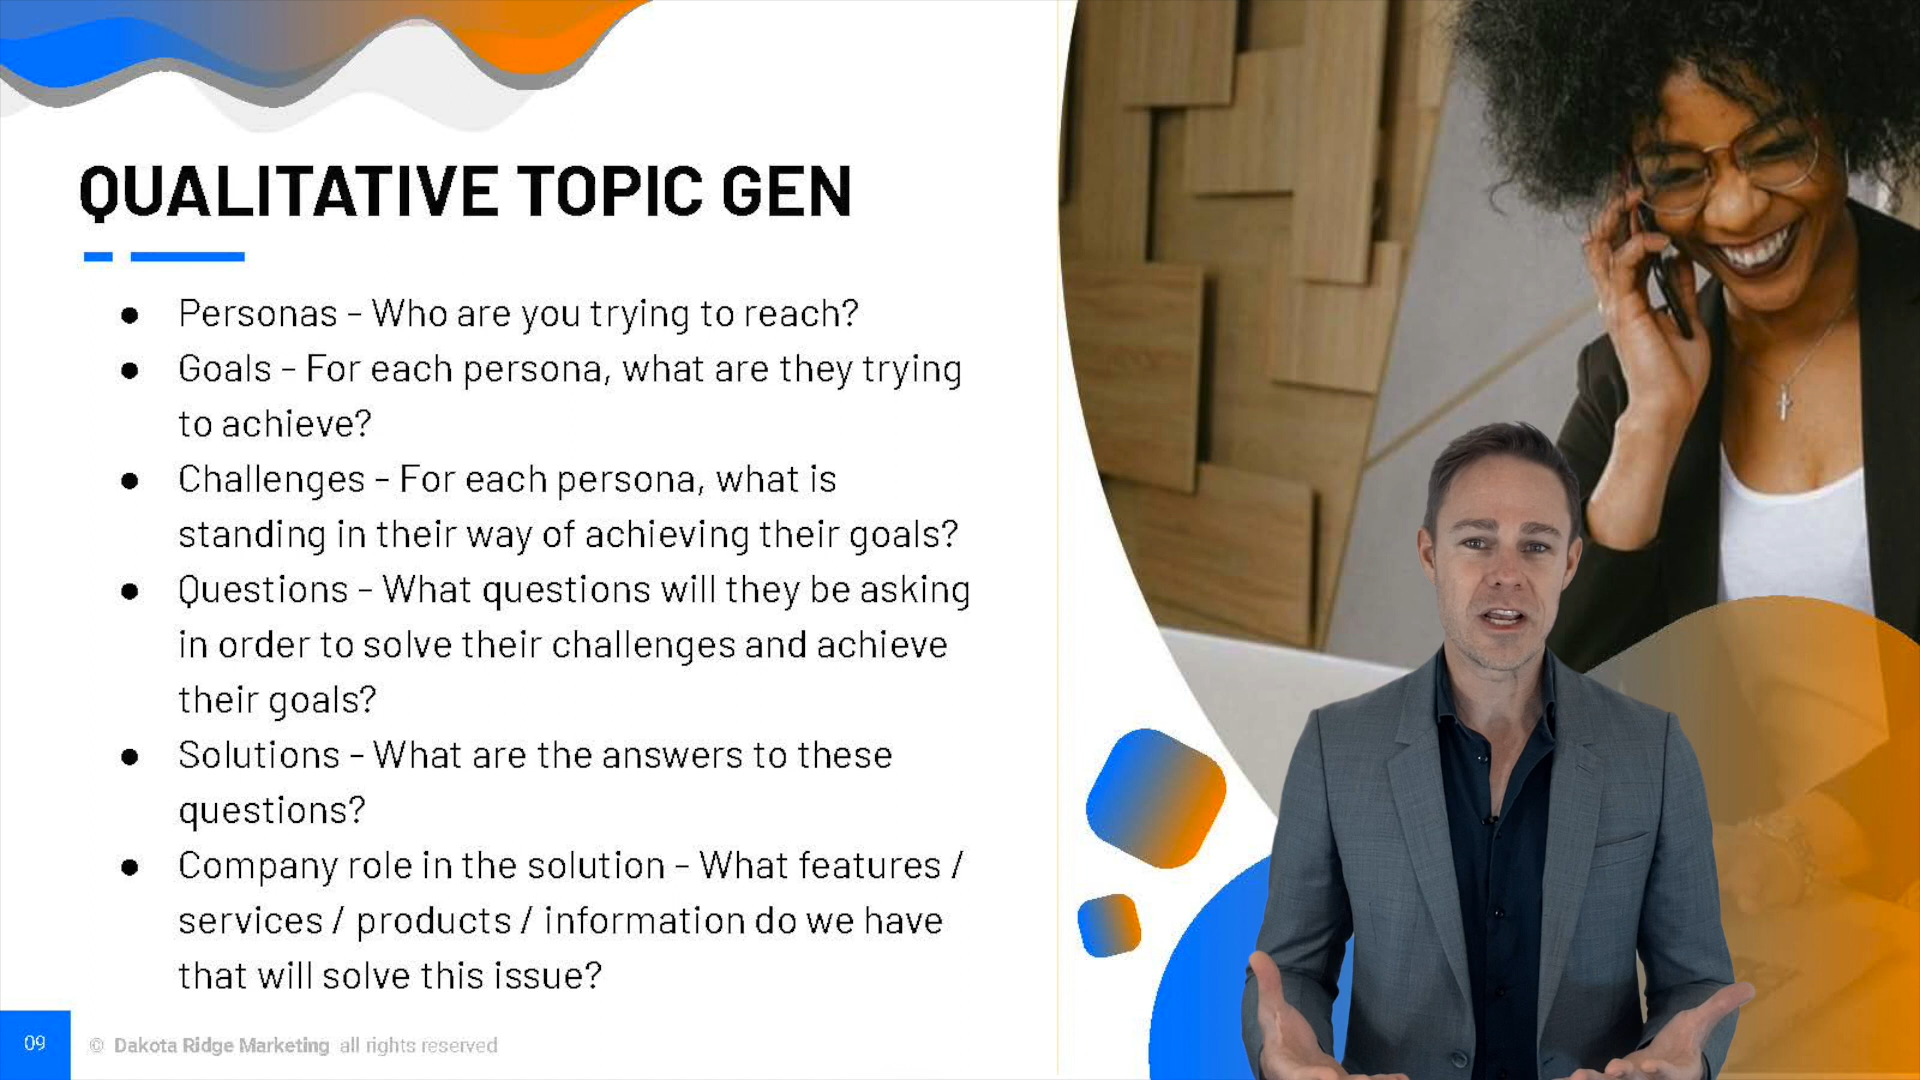 QUALITATIVE TOPIC GEN
● Personas - Who are you trying to reach?
● Goals - For each persona, what are they trying
to achieve?
● Challenges - For each persona, what is
standing in their way of achieving their goals?
● Questions - What questions will they be asking
in order to solve their challenges and achieve
their goals?
● Solutions - What are the answers to these
questions?
● Company role in the solution - What features /
services / products / information do we have
that will solve this issue?
09
© Dakota Ridge Marketing all rights reserved